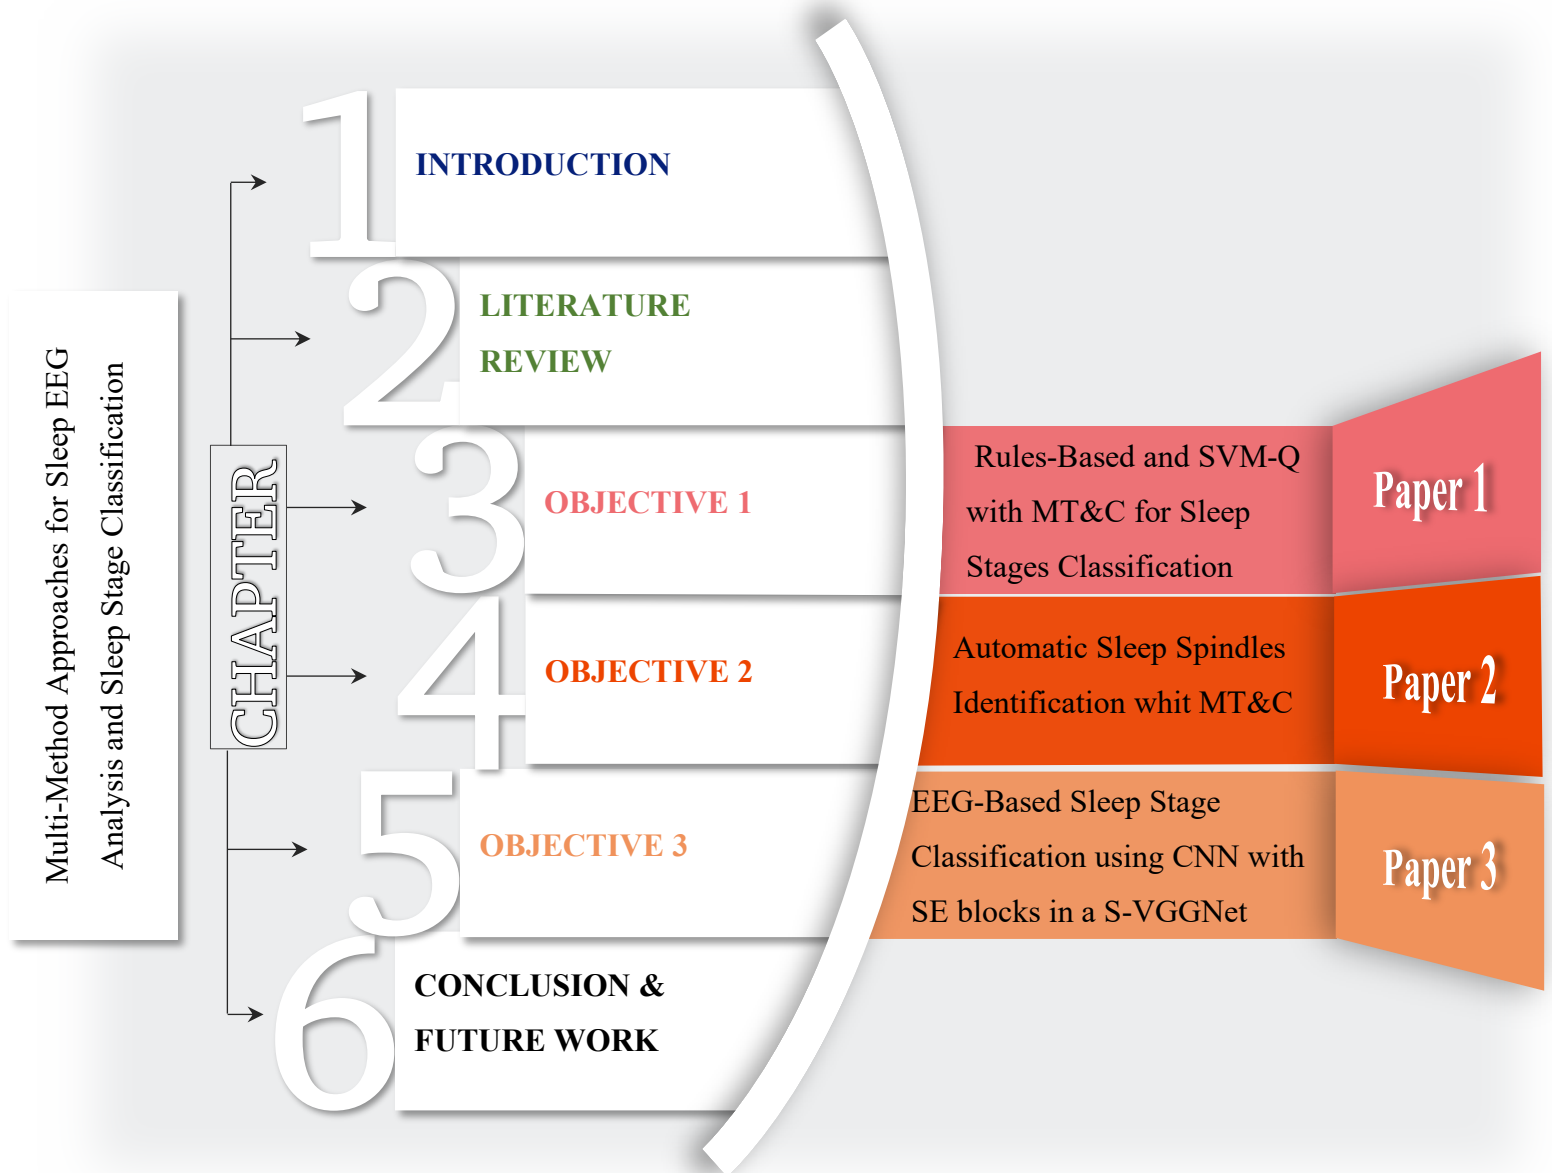 Multi-Method Approaches for Sleep EEG
Analysis and Sleep Stage Classification
CHAPTER
1
INTRODUCTION
2
LITERATURE
REVIEW
3
OBJECTIVE 1
Rules-Based and SVM-Q
with MT&C for Sleep
Stages Classification
Paper 1
4
OBJECTIVE 2
Automatic Sleep Spindles
Identification whit MT&C
Paper 2
5
OBJECTIVE 3
EEG-Based Sleep Stage
Classification using CNN with
SE blocks in a S-VGGNet
Paper 3
6
CONCLUSION &
FUTURE WORK